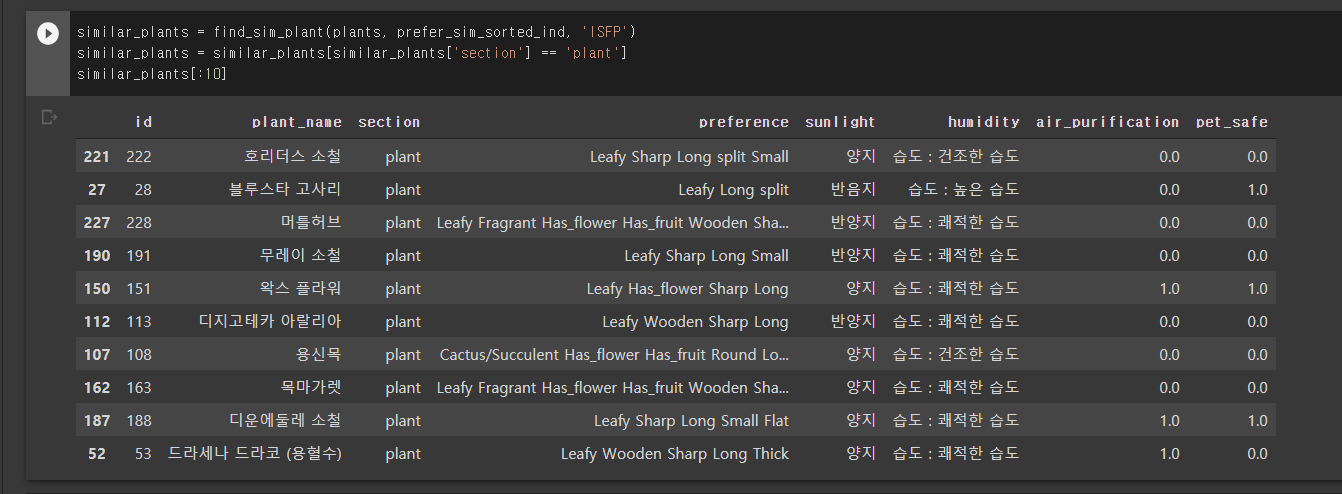 similar_plants = find_sim_plant(plants, prefer_sim_sorted_ind, 'ISFP')
similar_plants = similar_plants[similar_plants['section'] == 'plant']
similar_plants[:10]
id plant_name section preference sunlight humidity air_purification pet_safe
221 222 호리더스 소철 plant Leafy Sharp Long split Small 양지 습도 : 건조한 습도 0.0 0.0
27 28 블루스타 고사리 plant Leafy Long split 반음지 습도 : 높은 습도 0.0 1.0
227 228 머틀허브 plant Leafy Fragrant Has_flower Has_fruit Wooden Sha... 반양지 습도 : 쾌적한 습도 0.0 0.0
190 191 무레이 소철 plant Leafy Sharp Long Small 반양지 습도 : 쾌적한 습도 0.0 0.0
150 151 왁스 플라워 plant Leafy Has_flower Sharp Long 양지 습도 : 쾌적한 습도 1.0 1.0
112 113 디지고테카 아랄리아 plant Leafy Wooden Sharp Long 반양지 습도 : 쾌적한 습도 0.0 0.0
107 108 용신목 plant Cactus/Succulent Has_flower Has_fruit Round Lo... 양지 습도 : 건조한 습도 0.0 0.0
162 163 목마가렛 plant Leafy Fragrant Has_flower Has_fruit Wooden Sha... 양지 습도 : 쾌적한 습도 0.0 0.0
187 188 디운에둘레 소철 plant Leafy Sharp Long Small Flat 양지 습도 : 쾌적한 습도 1.0 1.0
52 53 드라세나 드라코 (용혈수) plant Leafy Wooden Sharp Long Thick 양지 습도 : 쾌적한 습도 1.0 0.0